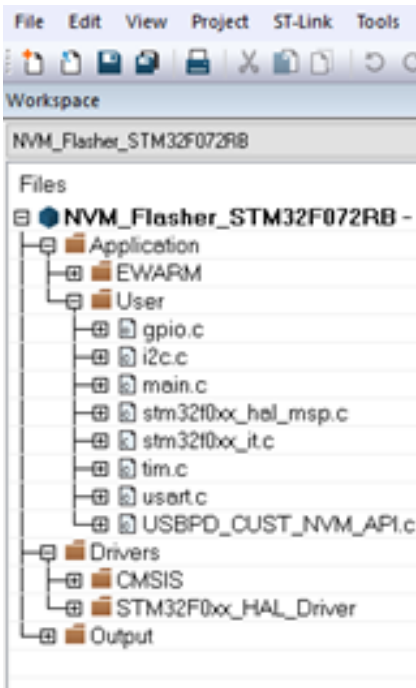 File Edit View Project ST-Link Tools
Workspace
NVM_Flasher_STM32F072RB
Files
NVM_Flasher_STM32F072RB -
Application
EWARM
User
gpio.c
i2c.c
main.c
stm32f0xx_hal_msp.c
stm32f0xx_it.c
tim.c
usart.c
USBPD_CUST_NVM_API.c
Drivers
CMSIS
STM32F0xx_HAL_Driver
Output